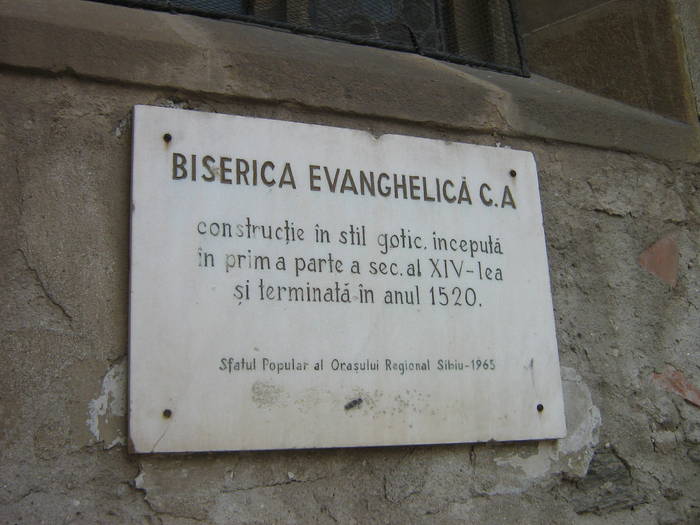 BISERICA EVANGHELICĂ C.A
construcție în stil gotic, începută
în prima parte a sec. al XIV-lea
și terminată în anul 1520.
Sfatul Popular al Orașului Regional Sibiu-1965